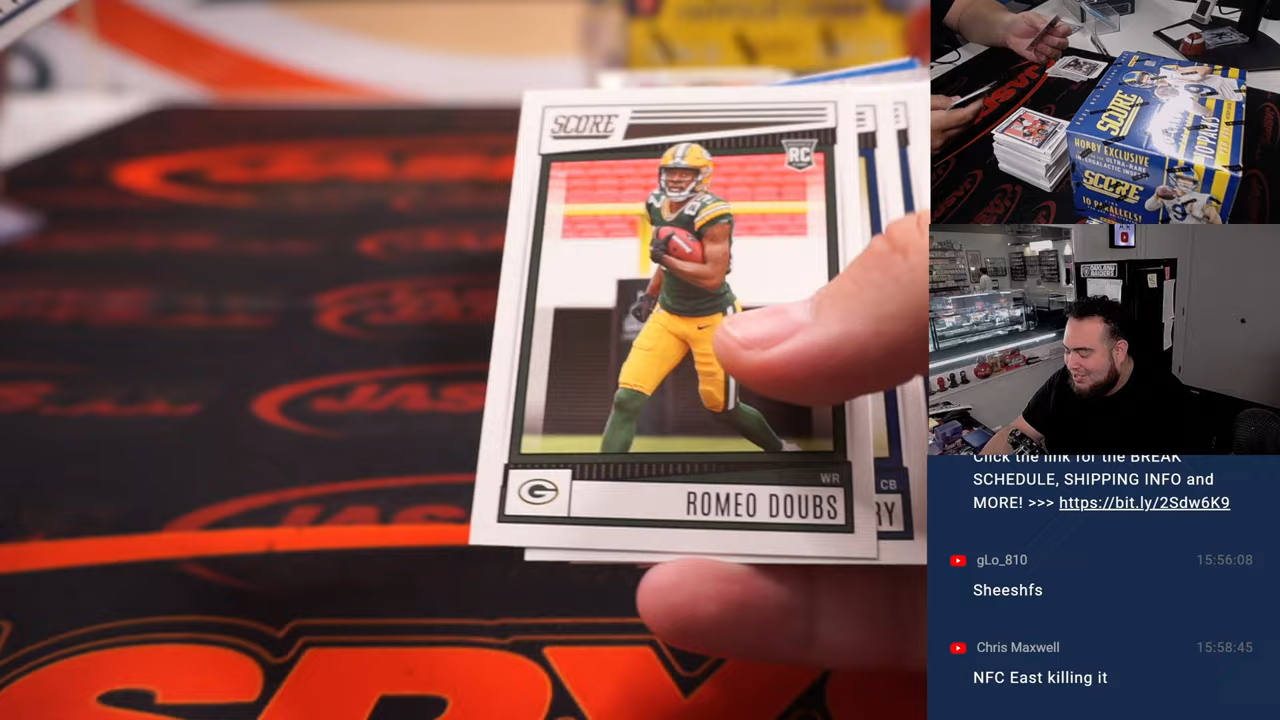 SCORE
RC
WR
ROMEO DOUBS
CB
RY
JAS
SCORE
HOBBY EXCLUSIVE
INTERGALACTIC
SCORE
10 PARALLELS!
Click the link for the BREAK
SCHEDULE, SHIPPING INFO and
MORE! >>> https://bit.ly/2Sdw6K9
gLo_810 15:56:08
Sheeshfs
Chris Maxwell 15:58:45
NFC East killing it